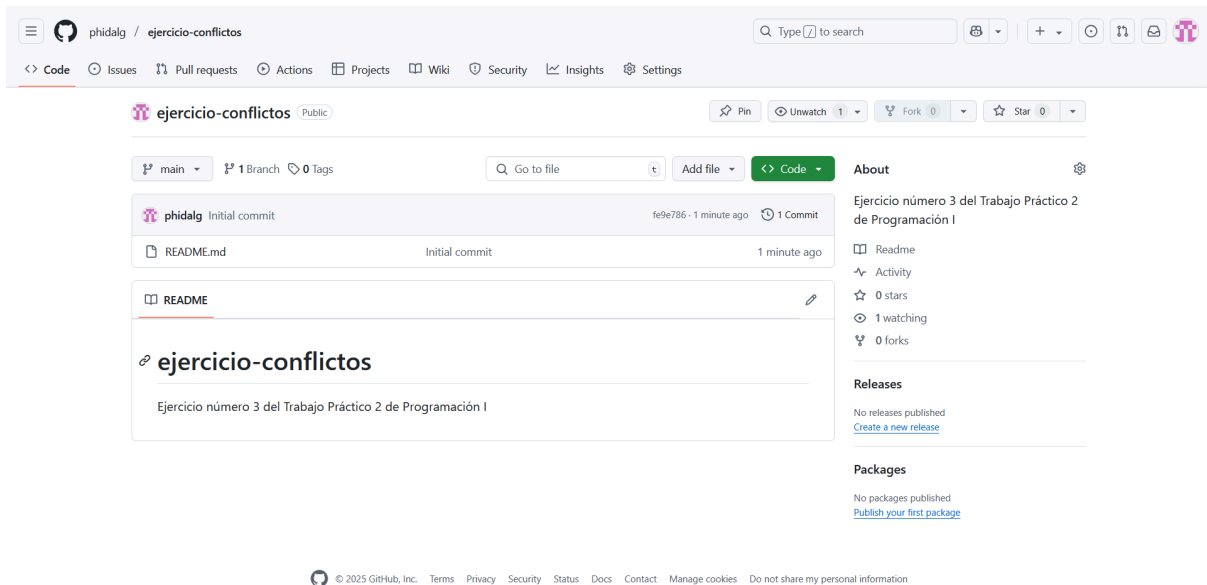 phidalg / ejercicio-conflictos
Type / to search
Code Issues Pull requests Actions Projects Wiki Security Insights Settings
ejercicio-conflictos Public
Pin Unwatch 1 Fork 0 Star 0
main 1 Branch 0 Tags Go to file t Add file Code
phidalg Initial commit fe9e786 · 1 minute ago 1 Commit
README.md Initial commit 1 minute ago
README
ejercicio-conflictos
Ejercicio número 3 del Trabajo Práctico 2 de Programación I
About
Ejercicio número 3 del Trabajo Práctico 2
de Programación I
Readme
Activity
0 stars
1 watching
0 forks
Releases
No releases published
Create a new release
Packages
No packages published
Publish your first package
© 2025 GitHub, Inc. Terms Privacy Security Status Docs Contact Manage cookies Do not share my personal information